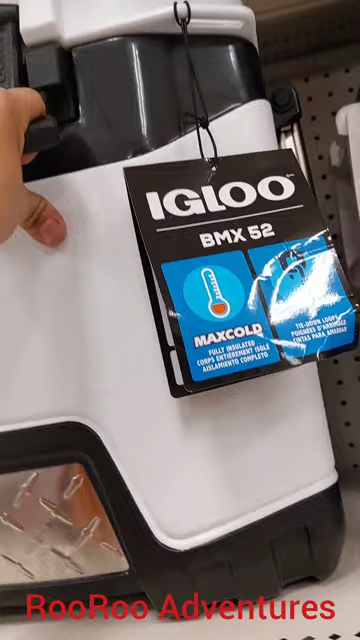 IGLOO
BMX 52
MAXCOLD
FULLY INSULATED
CORPS ENTIÈREMENT ISOLÉ
AISLAMIENTO COMPLETO
TIE-DOWN LOOPS
POIGNÉES D'ARRIMAGE
CINTAS PARA AMARRAR
RooRoo Adventures